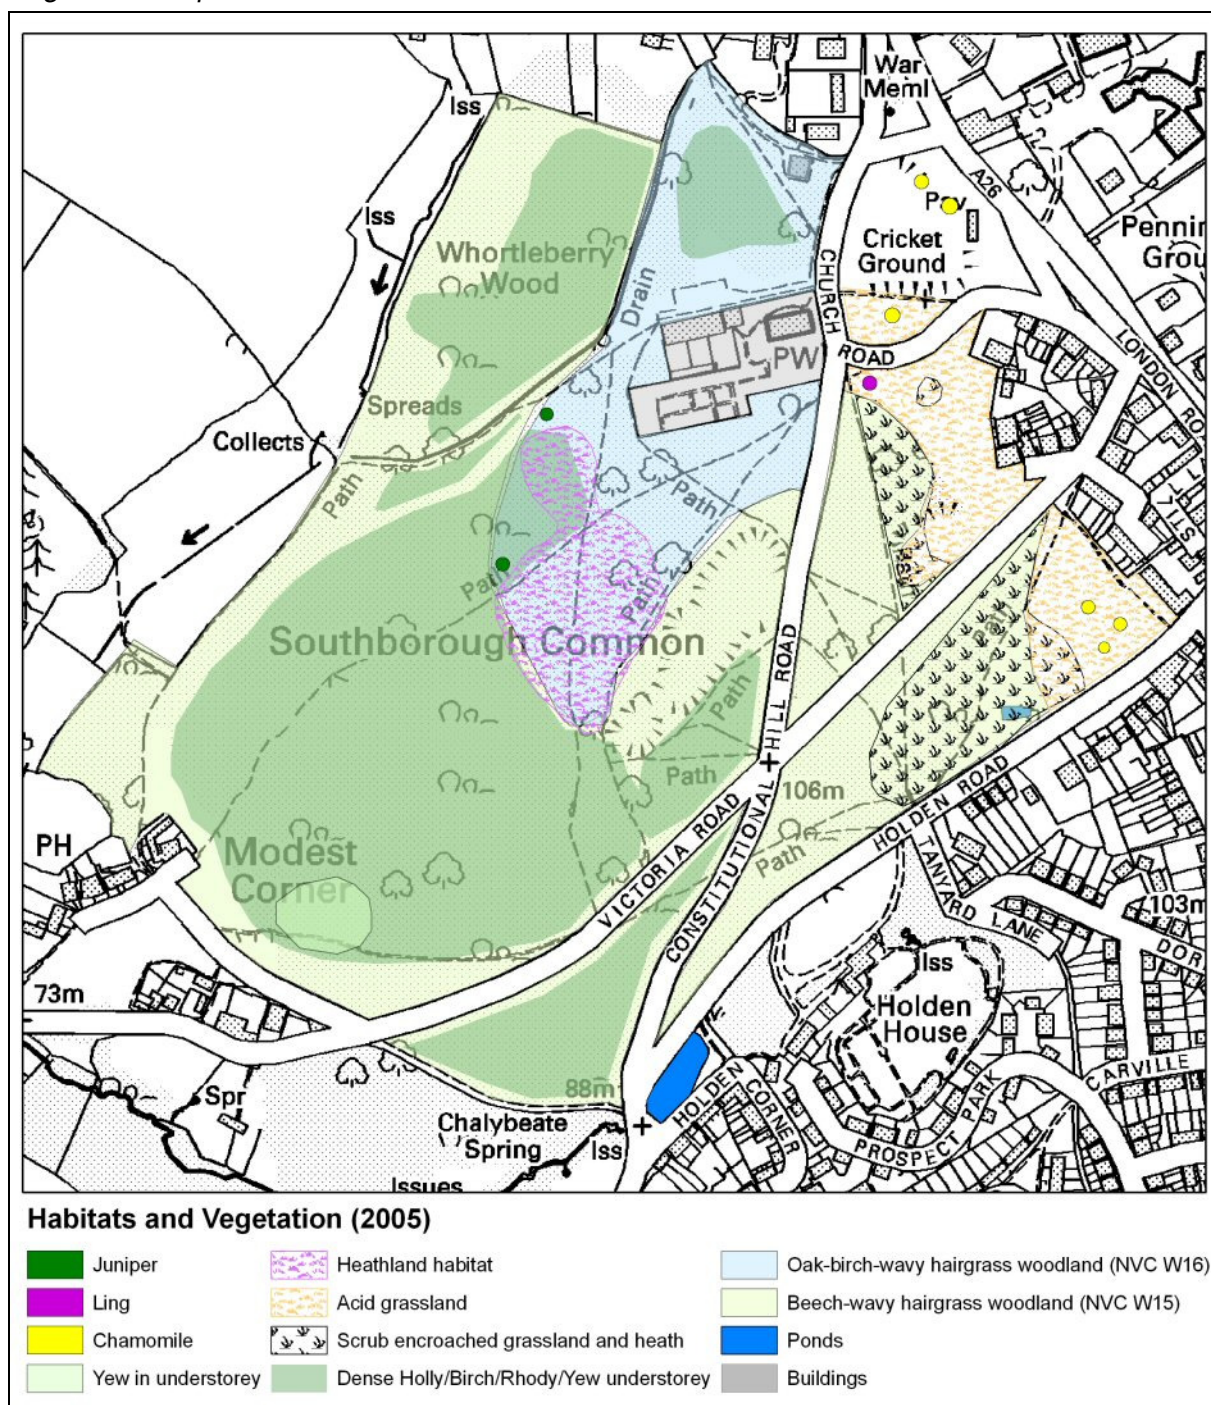 War
Meml
Iss
A26
Pav
Iss
Pennin
Grou
Cricket
Ground
Whortleberry
Wood
CHURCH
ROAD
Drain
PW
LONDON RO
Spreads
Collects
Path
Path
Path
Path
Path
Southborough Common
HILL ROAD
Path
Path
106m
HOLDEN ROAD
Path
VICTORIA ROAD
CONSTITUTIONAL
PH
Modest
Corner
TANYARD LANE
103m
DOR
Iss
73m
Holden
House
CARVILLE
Spr
88m
HOLDEN
CORNER
PROSPECT PARK
Chalybeate
Spring
Iss
Issues
Habitats and Vegetation (2005)
Juniper
Heathland habitat
Oak-birch-wavy hairgrass woodland (NVC W16)
Ling
Acid grassland
Beech-wavy hairgrass woodland (NVC W15)
Chamomile
Scrub encroached grassland and heath
Ponds
Yew in understorey
Dense Holly/Birch/Rhody/Yew understorey
Buildings